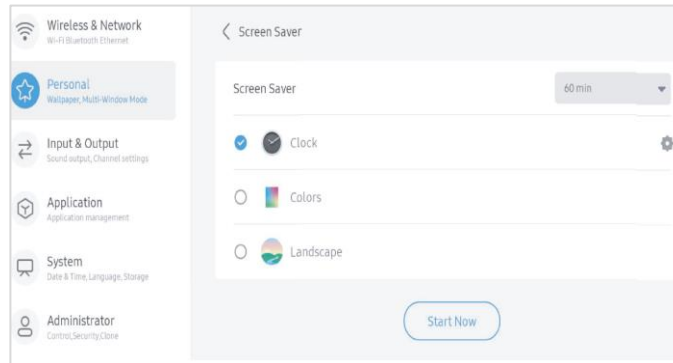 Wireless & Network
Wi-Fi Bluetooth Ethernet
Personal
Wallpaper, Multi-Window Mode
Input & Output
Sound output, Channel settings
Application
Application management
System
Date & Time, Language, Storage
Administrator
Control,Security,Clone
Screen Saver
Screen Saver
60 min
Clock
Colors
Landscape
Start Now